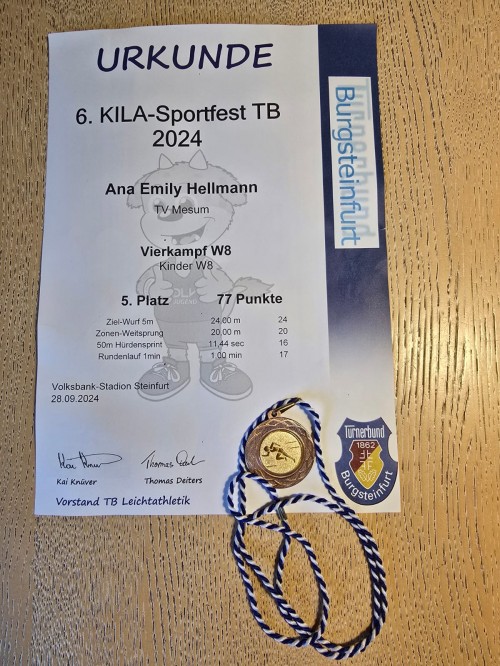 URKUNDE
6. KILA-Sportfest TB
2024
Ana Emily Hellmann
TV Mesum
Vierkampf W8
Kinder W8
5. Platz 77 Punkte
Ziel-Wurf 5m 24,00 m 24
Zonen-Weitsprung 20,00 m 20
50m Hürdensprint 11,44 sec 16
Rundenlauf 1min 1,00 min 17
Volksbank-Stadion Steinfurt
28.09.2024
Kai Knüver Thomas Deiters
Vorstand TB Leichtathletik
Turnerbund
Burgsteinfurt
Turnerbund
1862
Burgsteinfurt